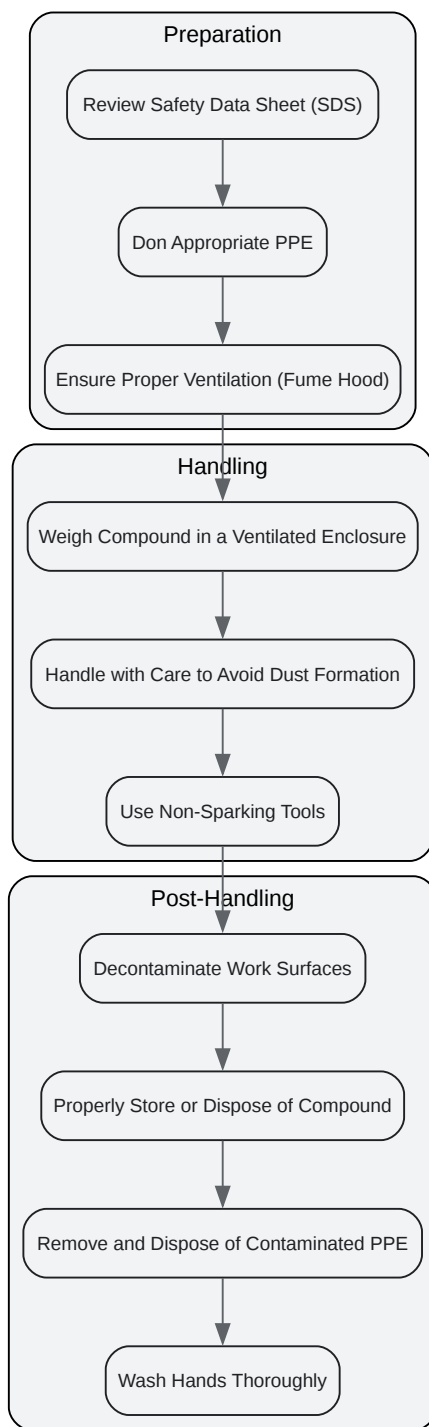 Preparation
Review Safety Data Sheet (SDS)
Don Appropriate PPE
Ensure Proper Ventilation (Fume Hood)
Handling
Weigh Compound in a Ventilated Enclosure
Handle with Care to Avoid Dust Formation
Use Non-Sparking Tools
Post-Handling
Decontaminate Work Surfaces
Properly Store or Dispose of Compound
Remove and Dispose of Contaminated PPE
Wash Hands Thoroughly